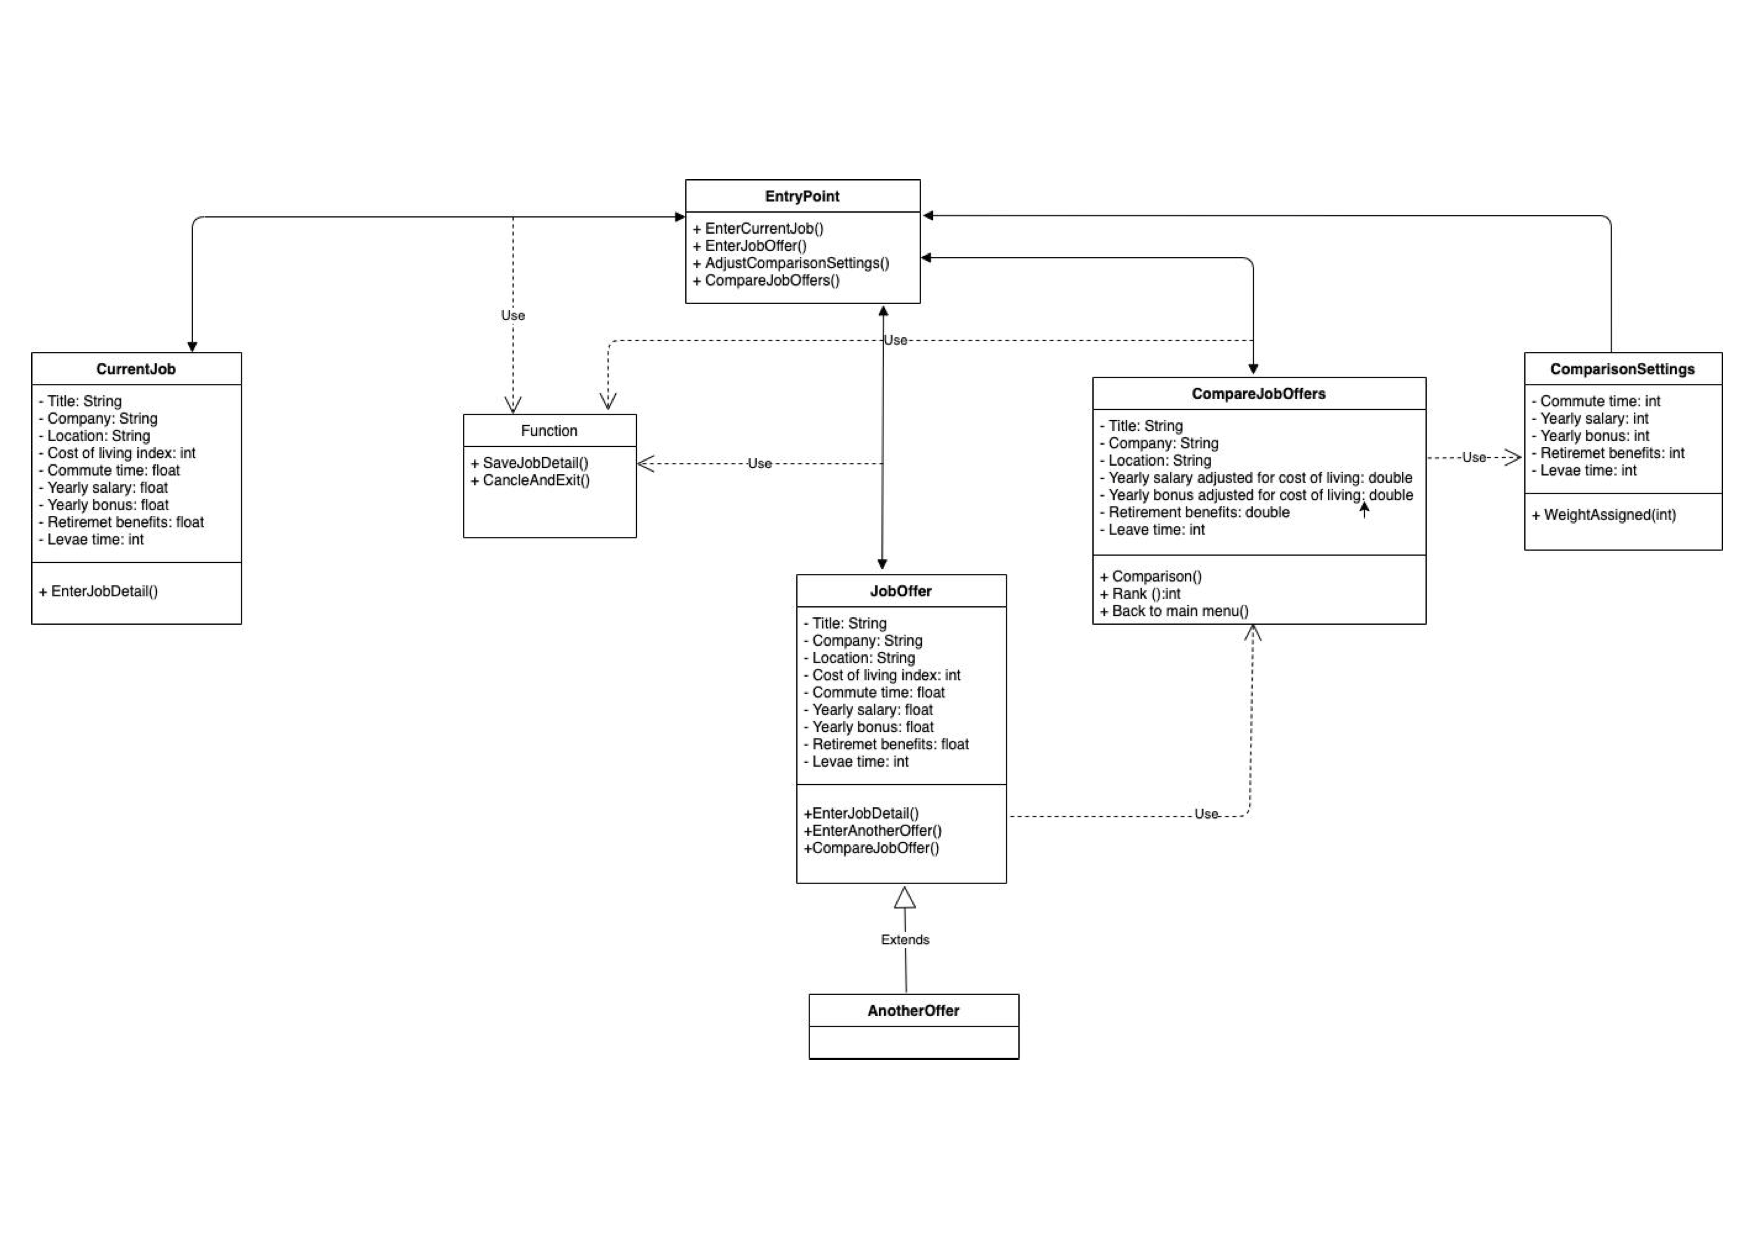 EntryPoint
+ EnterCurrentJob()
+ EnterJobOffer()
+ AdjustComparisonSettings()
+ CompareJobOffers()
Use
Use
CurrentJob
- Title: String
- Company: String
- Location: String
- Cost of living index: int
- Commute time: float
- Yearly salary: float
- Yearly bonus: float
- Retiremet benefits: float
- Levae time: int
+ EnterJobDetail()
Function
+ SaveJobDetail()
+ CancleAndExit()
Use
CompareJobOffers
- Title: String
- Company: String
- Location: String
- Yearly salary adjusted for cost of living: double
- Yearly bonus adjusted for cost of living: double
- Retirement benefits: double
- Leave time: int
+ Comparison()
+ Rank ():int
+ Back to main menu()
Use
ComparisonSettings
- Commute time: int
- Yearly salary: int
- Yearly bonus: int
- Retiremet benefits: int
- Levae time: int
+ WeightAssigned(int)
JobOffer
- Title: String
- Company: String
- Location: String
- Cost of living index: int
- Commute time: float
- Yearly salary: float
- Yearly bonus: float
- Retiremet benefits: float
- Levae time: int
+EnterJobDetail()
+EnterAnotherOffer()
+CompareJobOffer()
Use
Extends
AnotherOffer